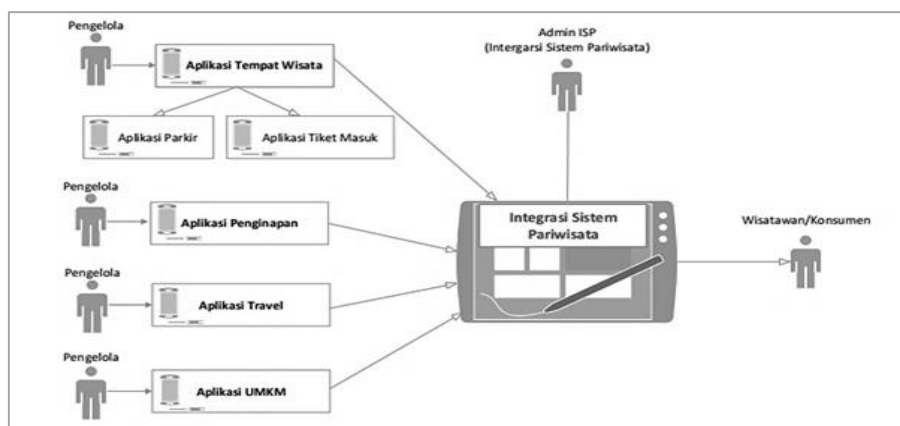 Pengelola
Aplikasi Tempat Wisata
Aplikasi Parkir
Aplikasi Tiket Masuk
Pengelola
Aplikasi Penginapan
Pengelola
Aplikasi Travel
Pengelola
Aplikasi UMKM
Admin ISP
(Intergarsi Sistem Pariwisata)
Integrasi Sistem
Pariwisata
Wisatawan/Konsumen